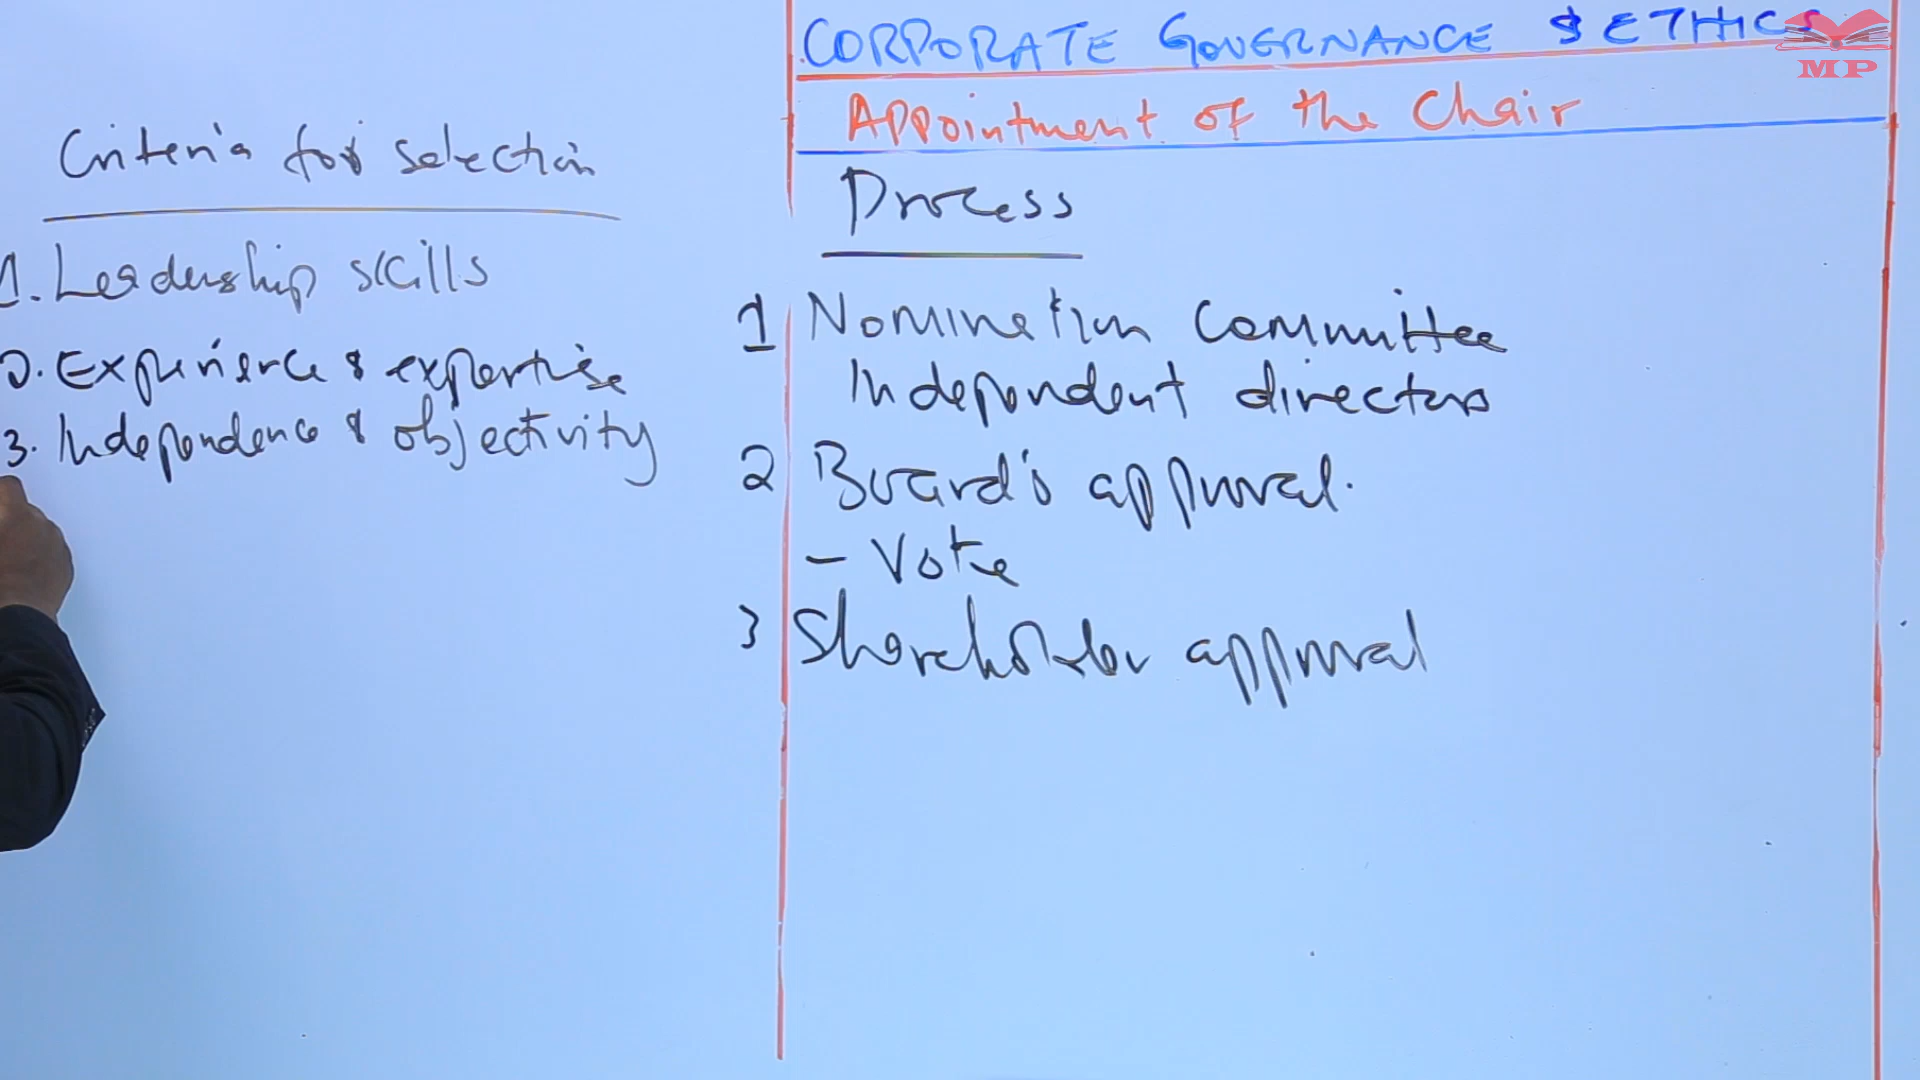 CORPORATE GOVERNANCE & ETHICS
MP
Appointment of the Chair
Process
1 Nomination Committee
Independent directors
2 Board's approval.
- Vote
3 Shareholder approval
Criteria for selection
1. Leadership skills
2. Experience & expertise
3. Independence & objectivity